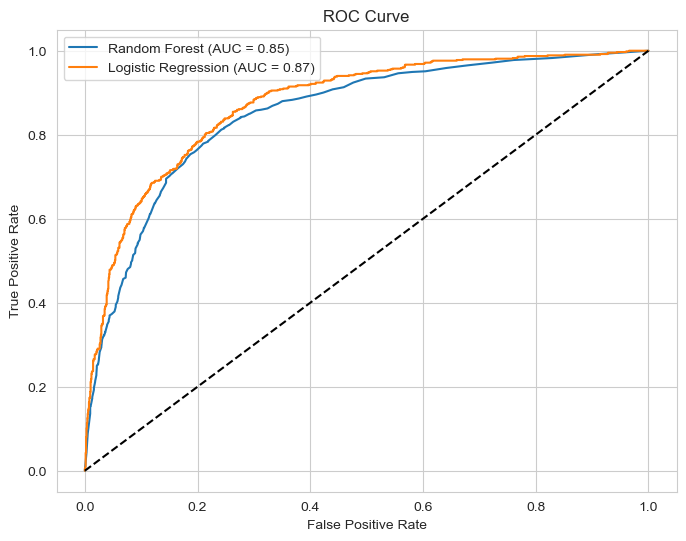 ROC Curve
Random Forest (AUC = 0.85)
Logistic Regression (AUC = 0.87)
True Positive Rate
1.0
0.8
0.6
0.4
0.2
0.0
0.0 0.2 0.4 0.6 0.8 1.0
False Positive Rate